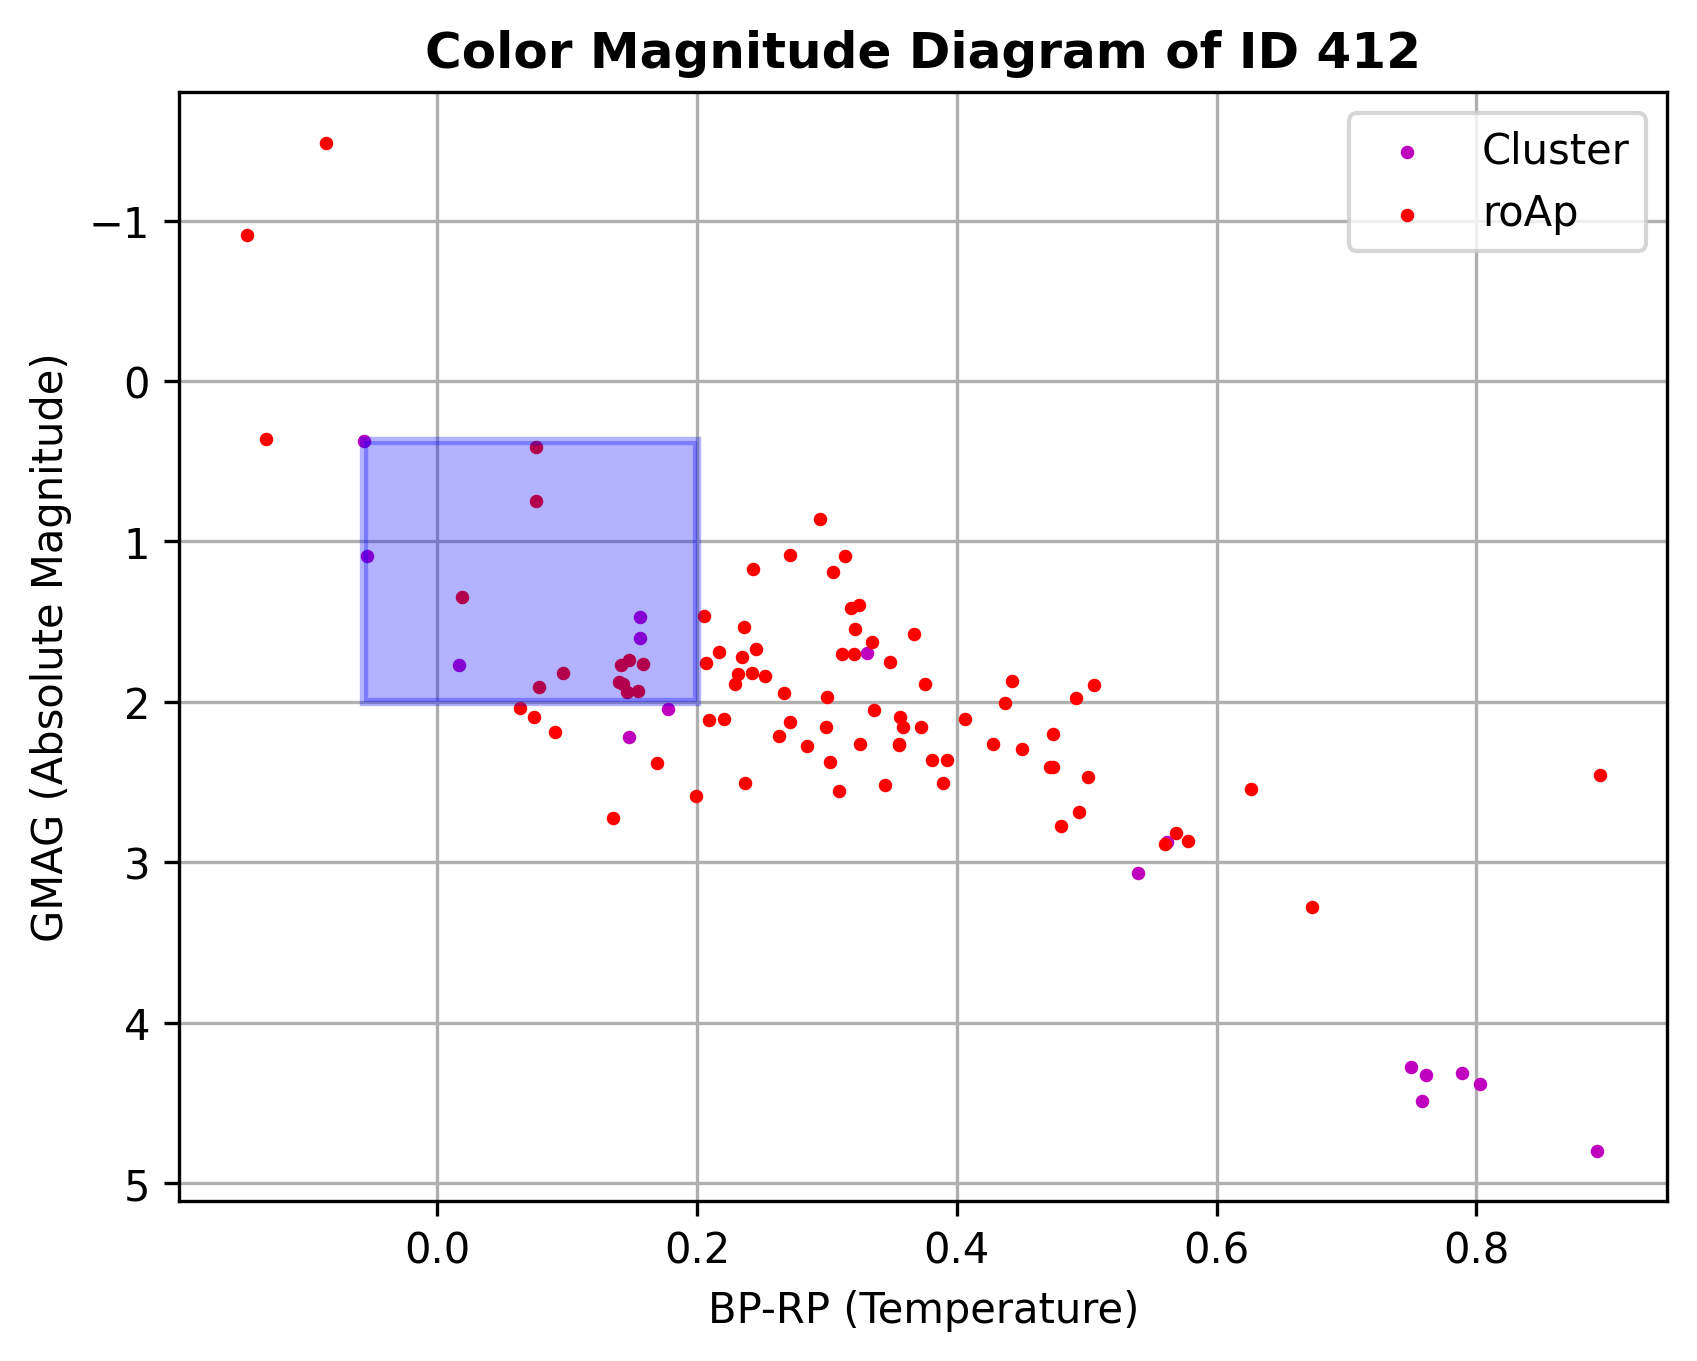 Color Magnitude Diagram of ID 412
Cluster
roAp
GMAG (Absolute Magnitude)
−1
0
1
2
3
4
5
0.0 0.2 0.4 0.6 0.8
BP-RP (Temperature)